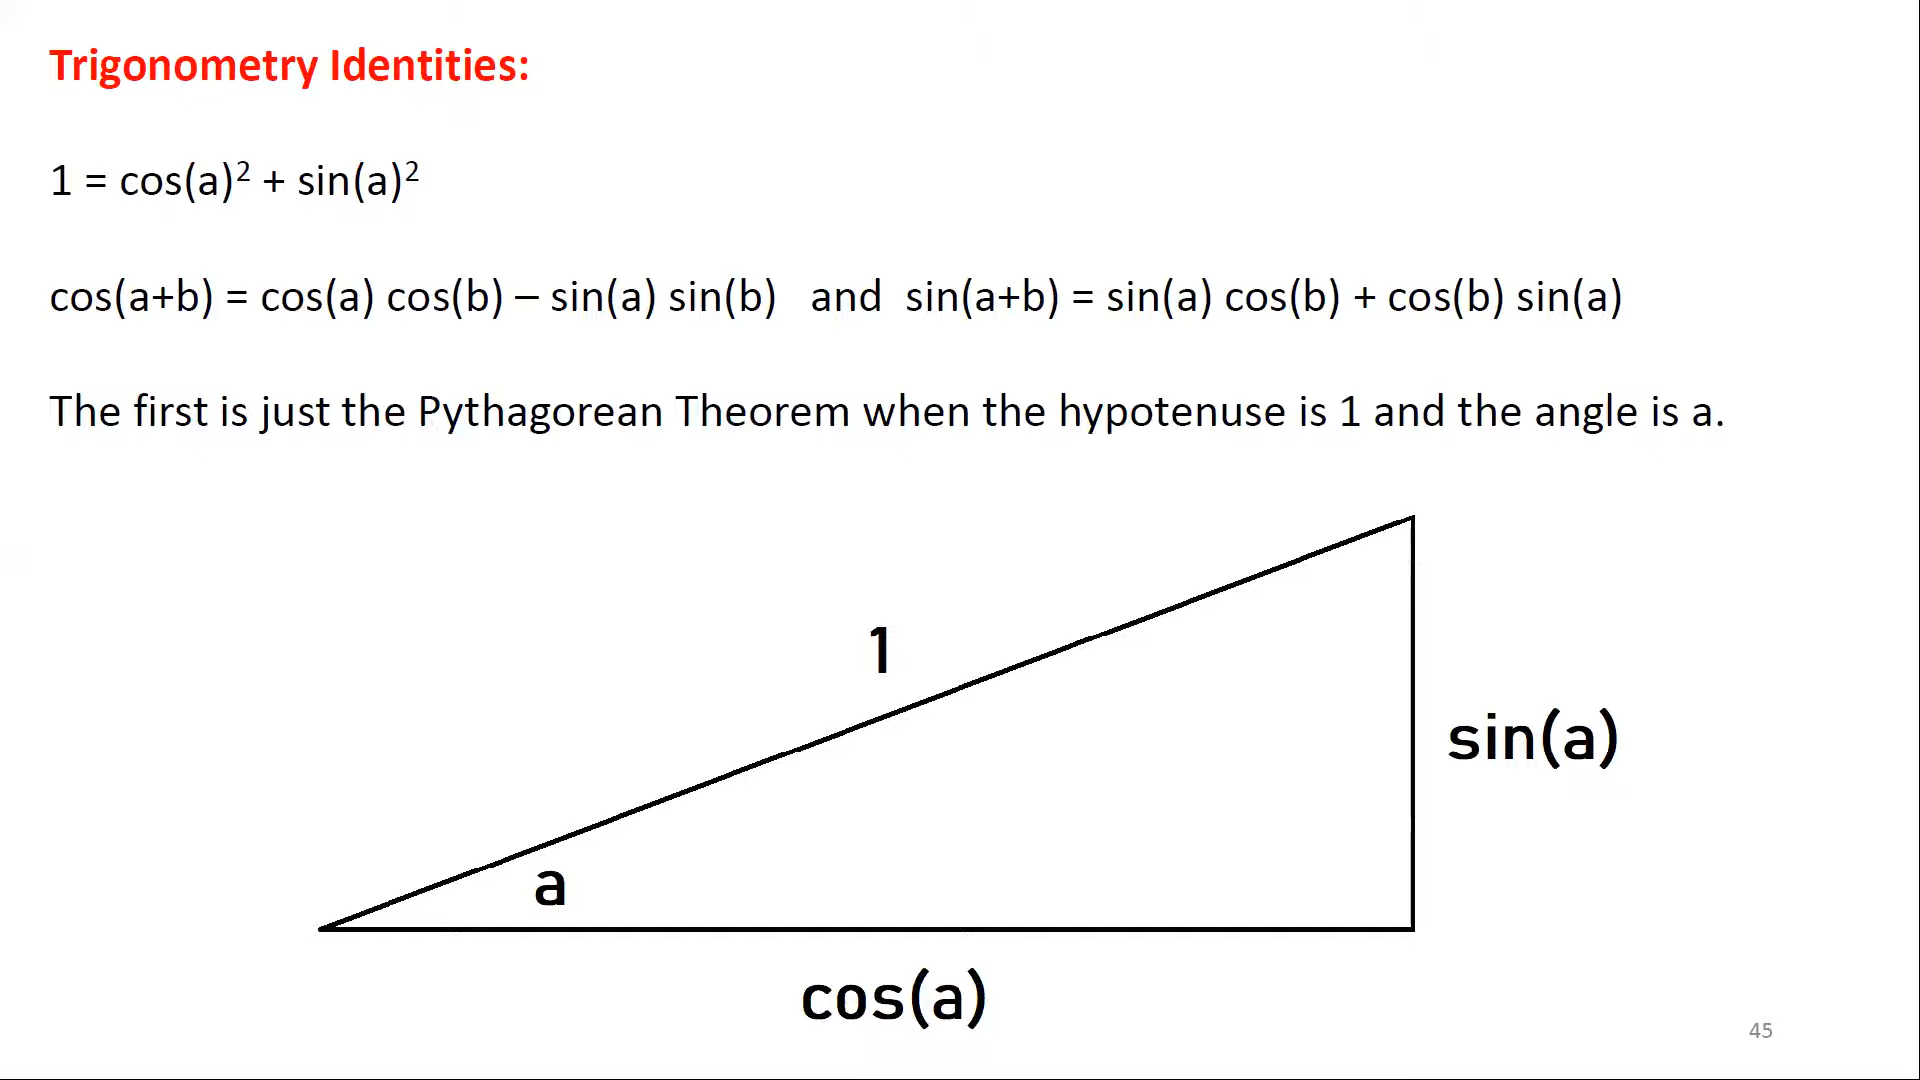 Trigonometry Identities:
1 = cos(a)² + sin(a)²
cos(a+b) = cos(a) cos(b) – sin(a) sin(b) and sin(a+b) = sin(a) cos(b) + cos(b) sin(a)
The first is just the Pythagorean Theorem when the hypotenuse is 1 and the angle is a.
1
sin(a)
a
cos(a)
45